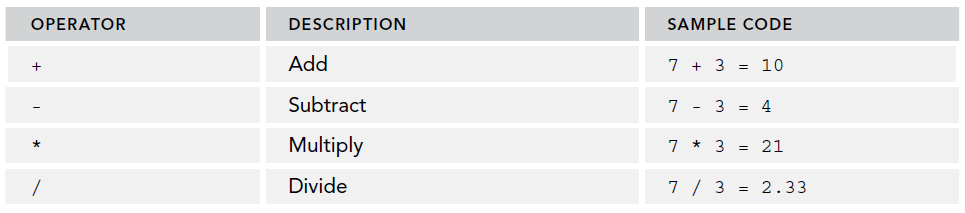 OPERATOR DESCRIPTION SAMPLE CODE
+ Add 7 + 3 = 10
- Subtract 7 - 3 = 4
* Multiply 7 * 3 = 21
/ Divide 7 / 3 = 2.33